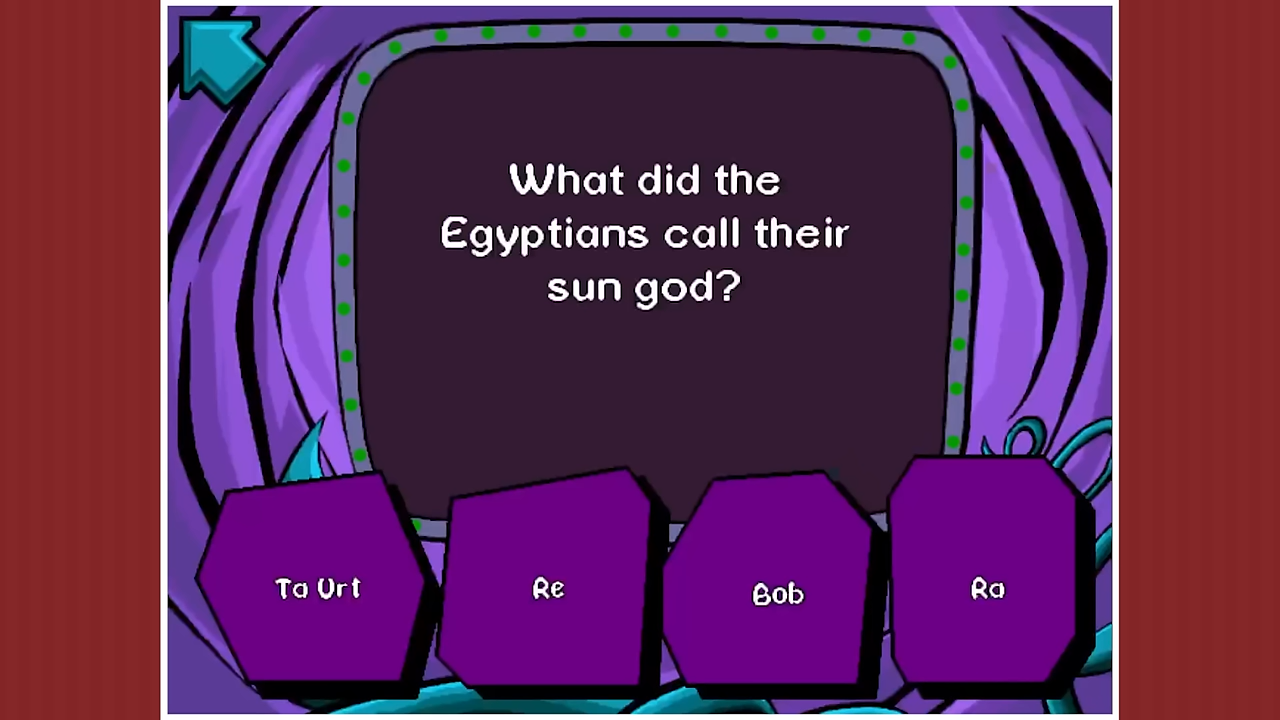 What did the
Egyptians call their
sun god?
Ta Urt
Re
Bob
Ra